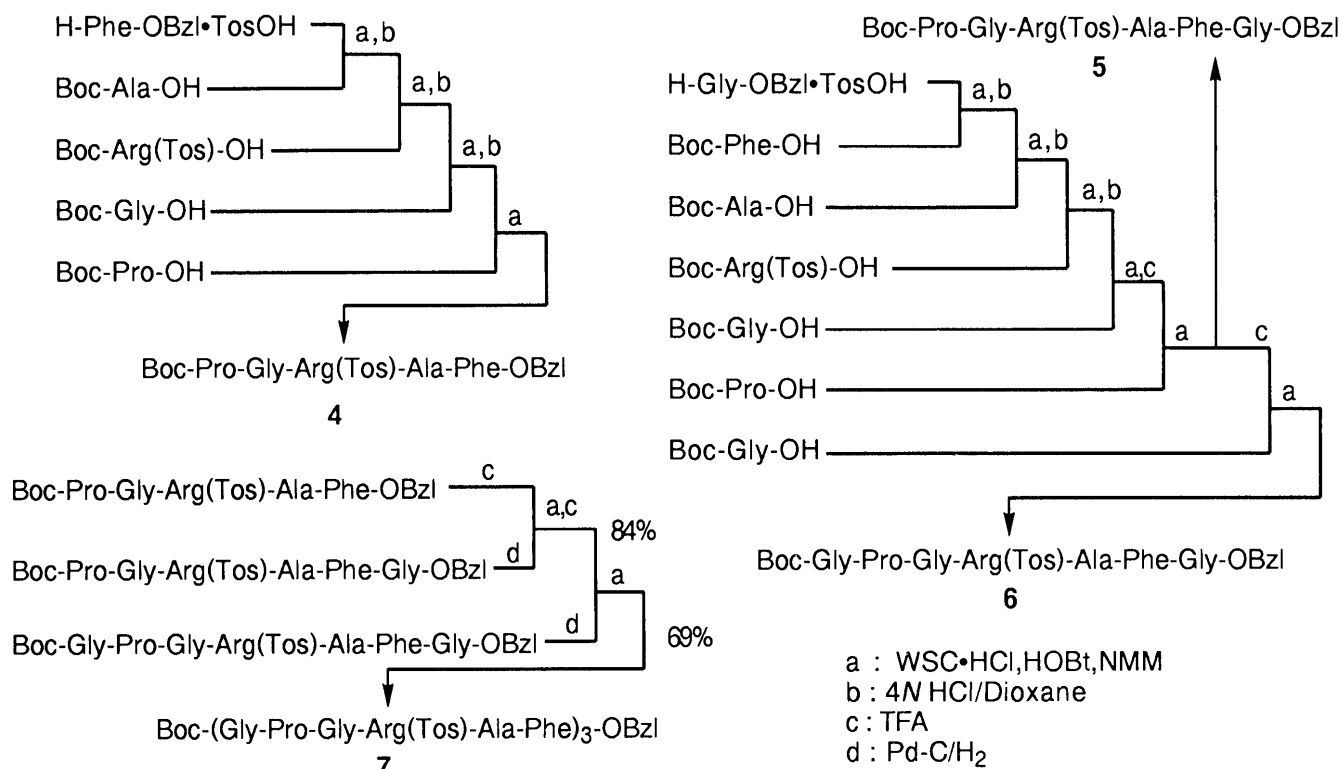 H-Phe-OBzl•TosOH
a,b
Boc-Ala-OH
a,b
Boc-Arg(Tos)-OH
a,b
Boc-Gly-OH
a
Boc-Pro-OH
Boc-Pro-Gly-Arg(Tos)-Ala-Phe-OBzl
4
Boc-Pro-Gly-Arg(Tos)-Ala-Phe-Gly-OBzl
5
H-Gly-OBzl•TosOH
a,b
Boc-Phe-OH
a,b
Boc-Ala-OH
a,b
Boc-Arg(Tos)-OH
a,c
Boc-Gly-OH
a
c
Boc-Pro-OH
a
Boc-Gly-OH
Boc-Gly-Pro-Gly-Arg(Tos)-Ala-Phe-Gly-OBzl
6
Boc-Pro-Gly-Arg(Tos)-Ala-Phe-OBzl
c
a,c
84%
Boc-Pro-Gly-Arg(Tos)-Ala-Phe-Gly-OBzl
d
a
Boc-Gly-Pro-Gly-Arg(Tos)-Ala-Phe-Gly-OBzl
d
69%
Boc-(Gly-Pro-Gly-Arg(Tos)-Ala-Phe)₃-OBzl
7
a : WSC•HCl,HOBt,NMM
b : 4N HCl/Dioxane
c : TFA
d : Pd-C/H₂